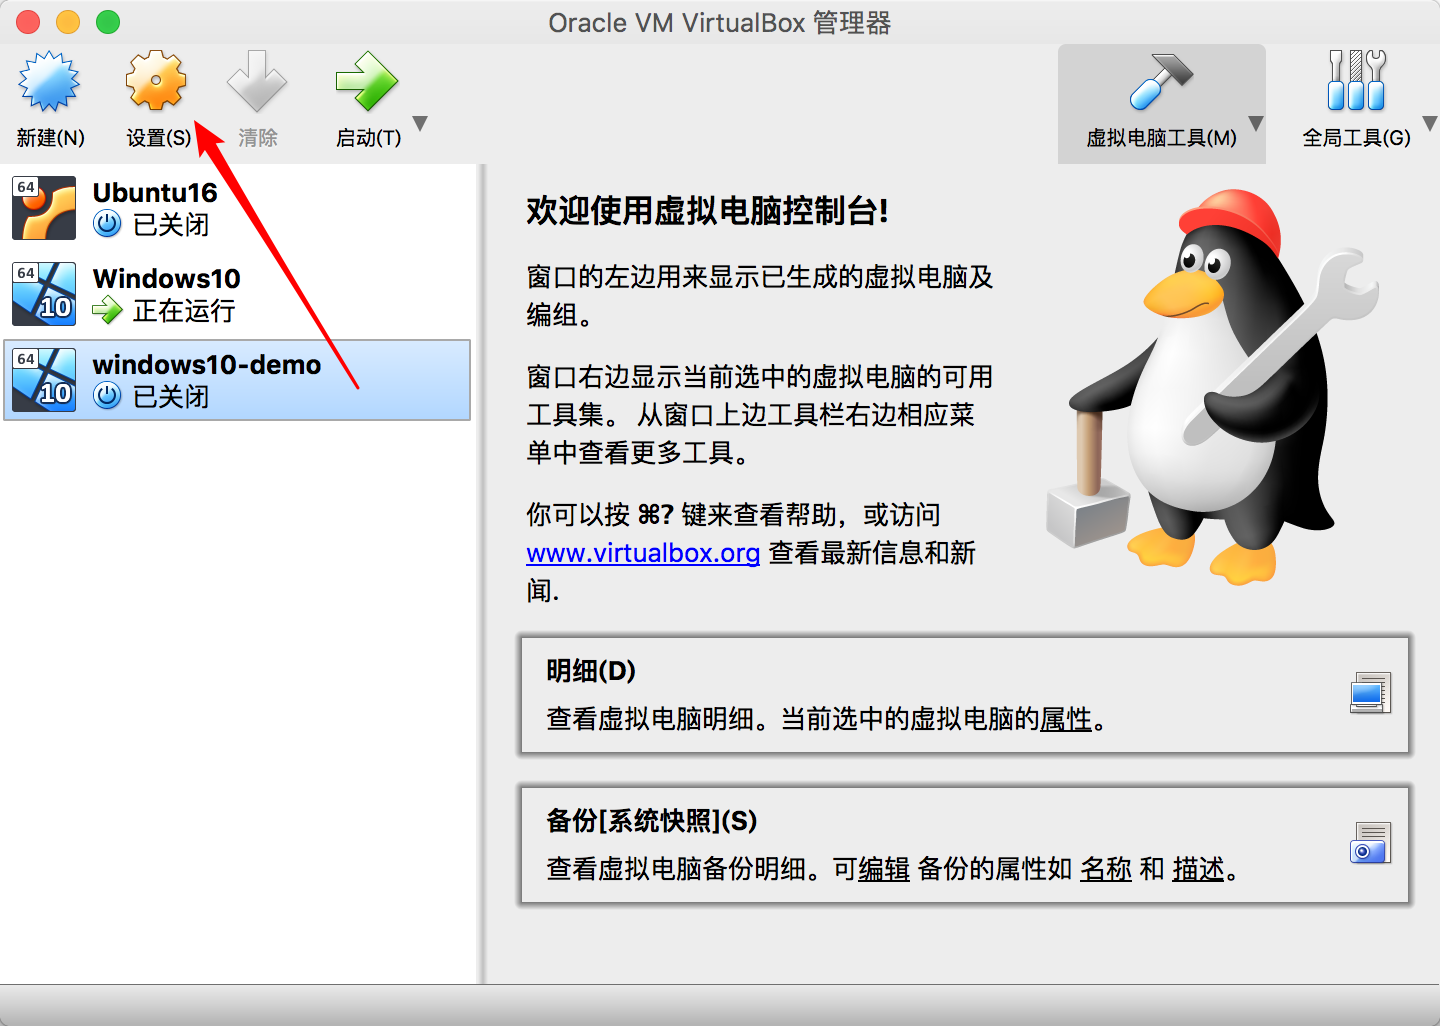 Oracle VM VirtualBox 管理器
新建(N)
设置(S)
清除
启动(T)
虚拟电脑工具(M)
全局工具(G)
64
Ubuntu16
已关闭
64
10
Windows10
正在运行
64
10
windows10-demo
已关闭
欢迎使用虚拟电脑控制台!
窗口的左边用来显示已生成的虚拟电脑及
编组。
窗口右边显示当前选中的虚拟电脑的可用
工具集。 从窗口上边工具栏右边相应菜
单中查看更多工具。
你可以按 ⌘? 键来查看帮助，或访问
www.virtualbox.org 查看最新信息和新
闻.
明细(D)
查看虚拟电脑明细。当前选中的虚拟电脑的属性。
备份[系统快照](S)
查看虚拟电脑备份明细。可编辑 备份的属性如 名称 和 描述。